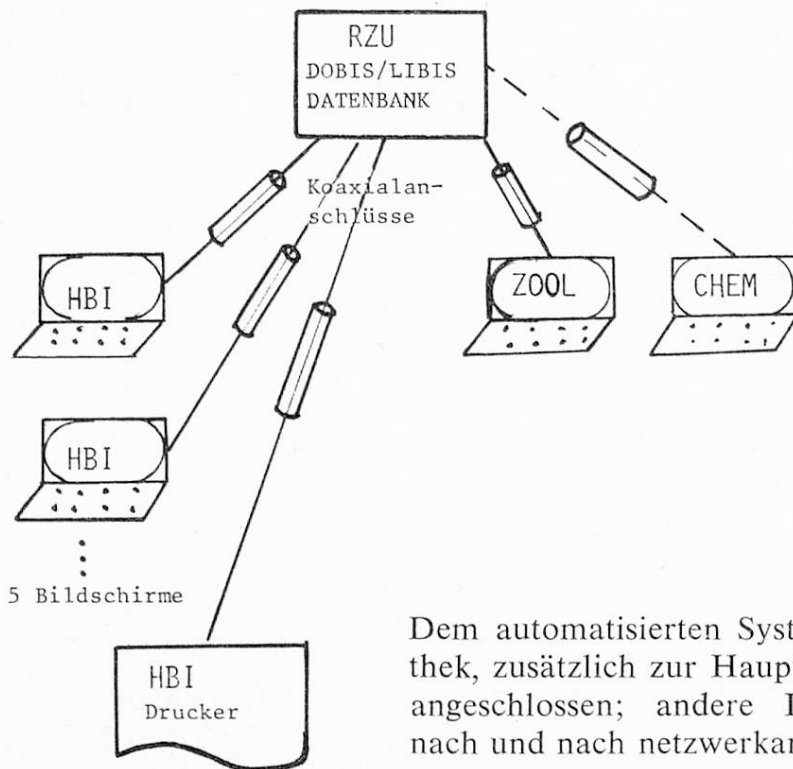 RZU
DOBIS/LIBIS
DATENBANK
Koaxialan-
schlüsse
HBI
ZOOL
CHEM
HBI
5 Bildschirme
HBI
Drucker
Dem automatisierten Syst
thek, zusätzlich zur Haup
angeschlossen; andere I
nach und nach netzwerkar